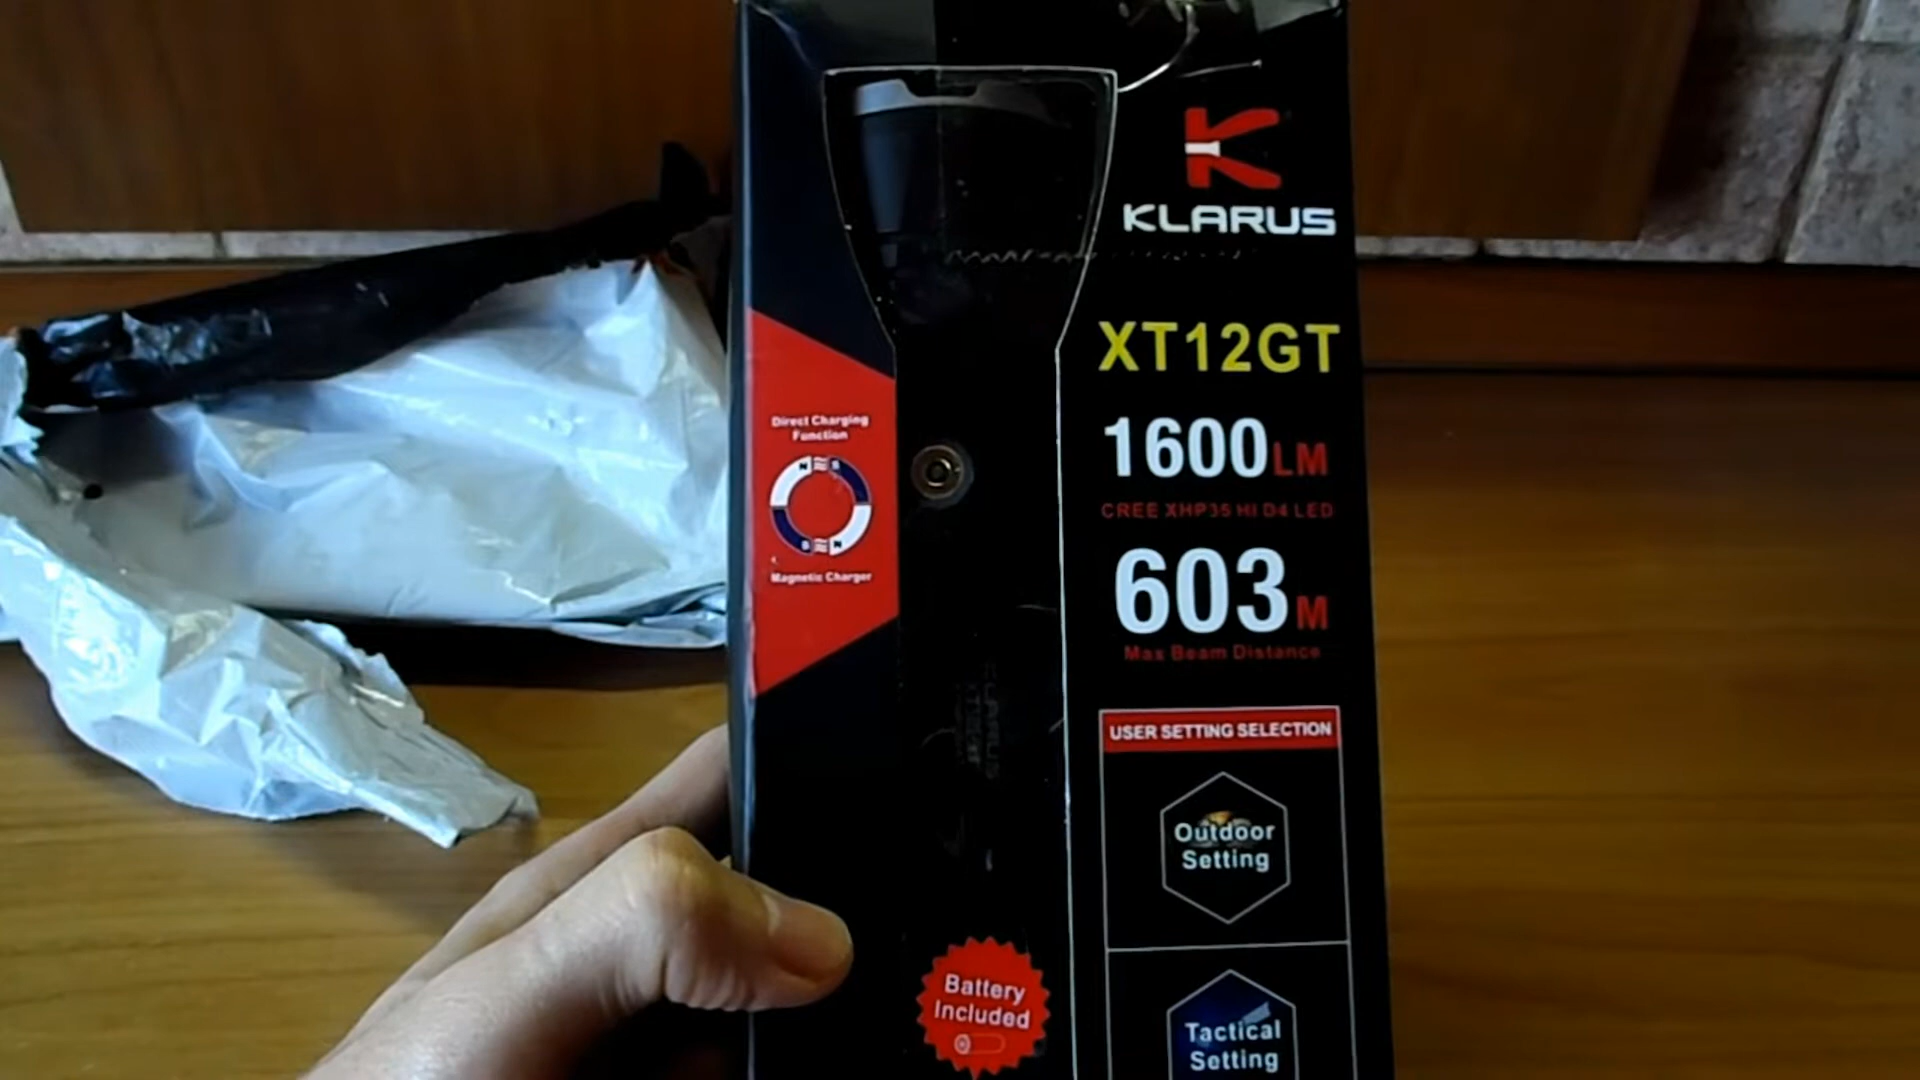 KLARUS
XT12GT
1600LM
CREE XHP35 HI D4 LED
603M
Max Beam Distance
Direct Charging
Function
N S
S N
Magnetic Charger
USER SETTING SELECTION
Outdoor
Setting
Tactical
Setting
Battery
Included
KLARUS